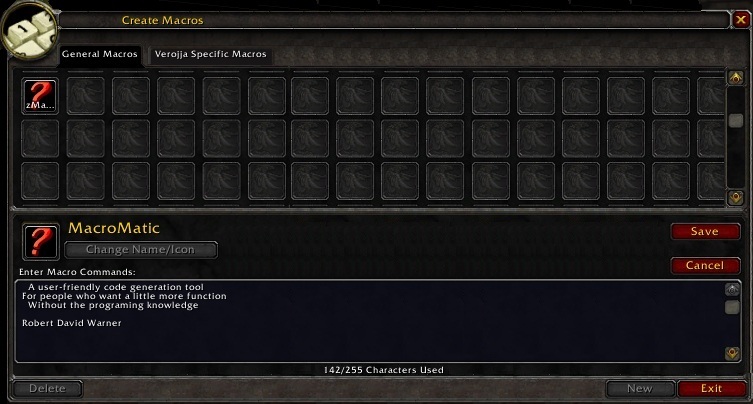 Create Macros
General Macros
Verojja Specific Macros
zMa...
MacroMatic
Change Name/Icon
Save
Cancel
Enter Macro Commands:
A user-friendly code generation tool
For people who want a little more function
Without the programing knowledge
Robert David Warner
142/255 Characters Used
Delete
New
Exit